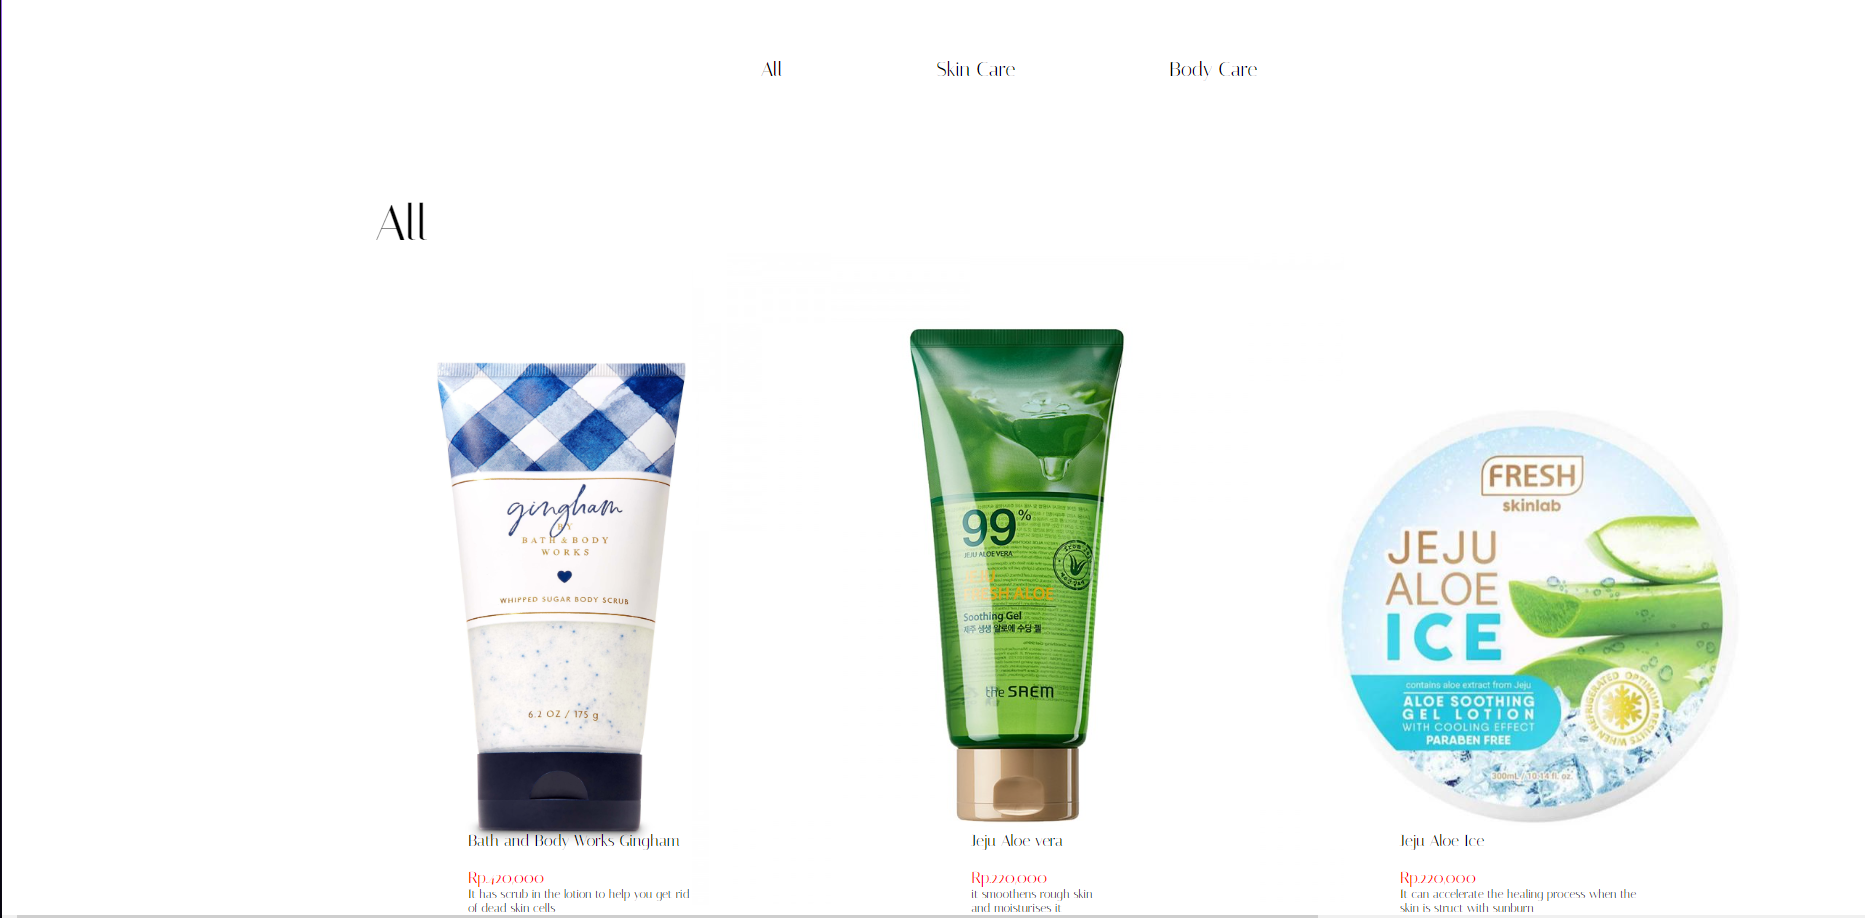 All
Skin Care
Body Care
All
gingham
BY
BATH & BODY
WORKS
WHIPPED SUGAR BODY SCRUB
6.2 OZ / 175 g
99%
JEJU ALOE VERA
JEJU
FRESH ALOE
Soothing Gel
제주 생생 알로에 수딩 젤
the SAEM
FRESH
skinlab
JEJU
ALOE
ICE
contains aloe extract from Jeju
ALOE SOOTHING
GEL LOTION
WITH COOLING EFFECT
PARABEN FREE
REFRIGERATED OPTIMUM RESULTS WHEN
300mL / 10.14 fl. oz.
Bath and Body Works Gingham
Rp.420.000
It has scrub in the lotion to help you get rid
of dead skin cells
Jeju Aloe vera
Rp.220.000
it smoothens rough skin
and moisturises it
Jeju Aloe Ice
Rp.220.000
It can accelerate the healing process when the
skin is struct with sunburn